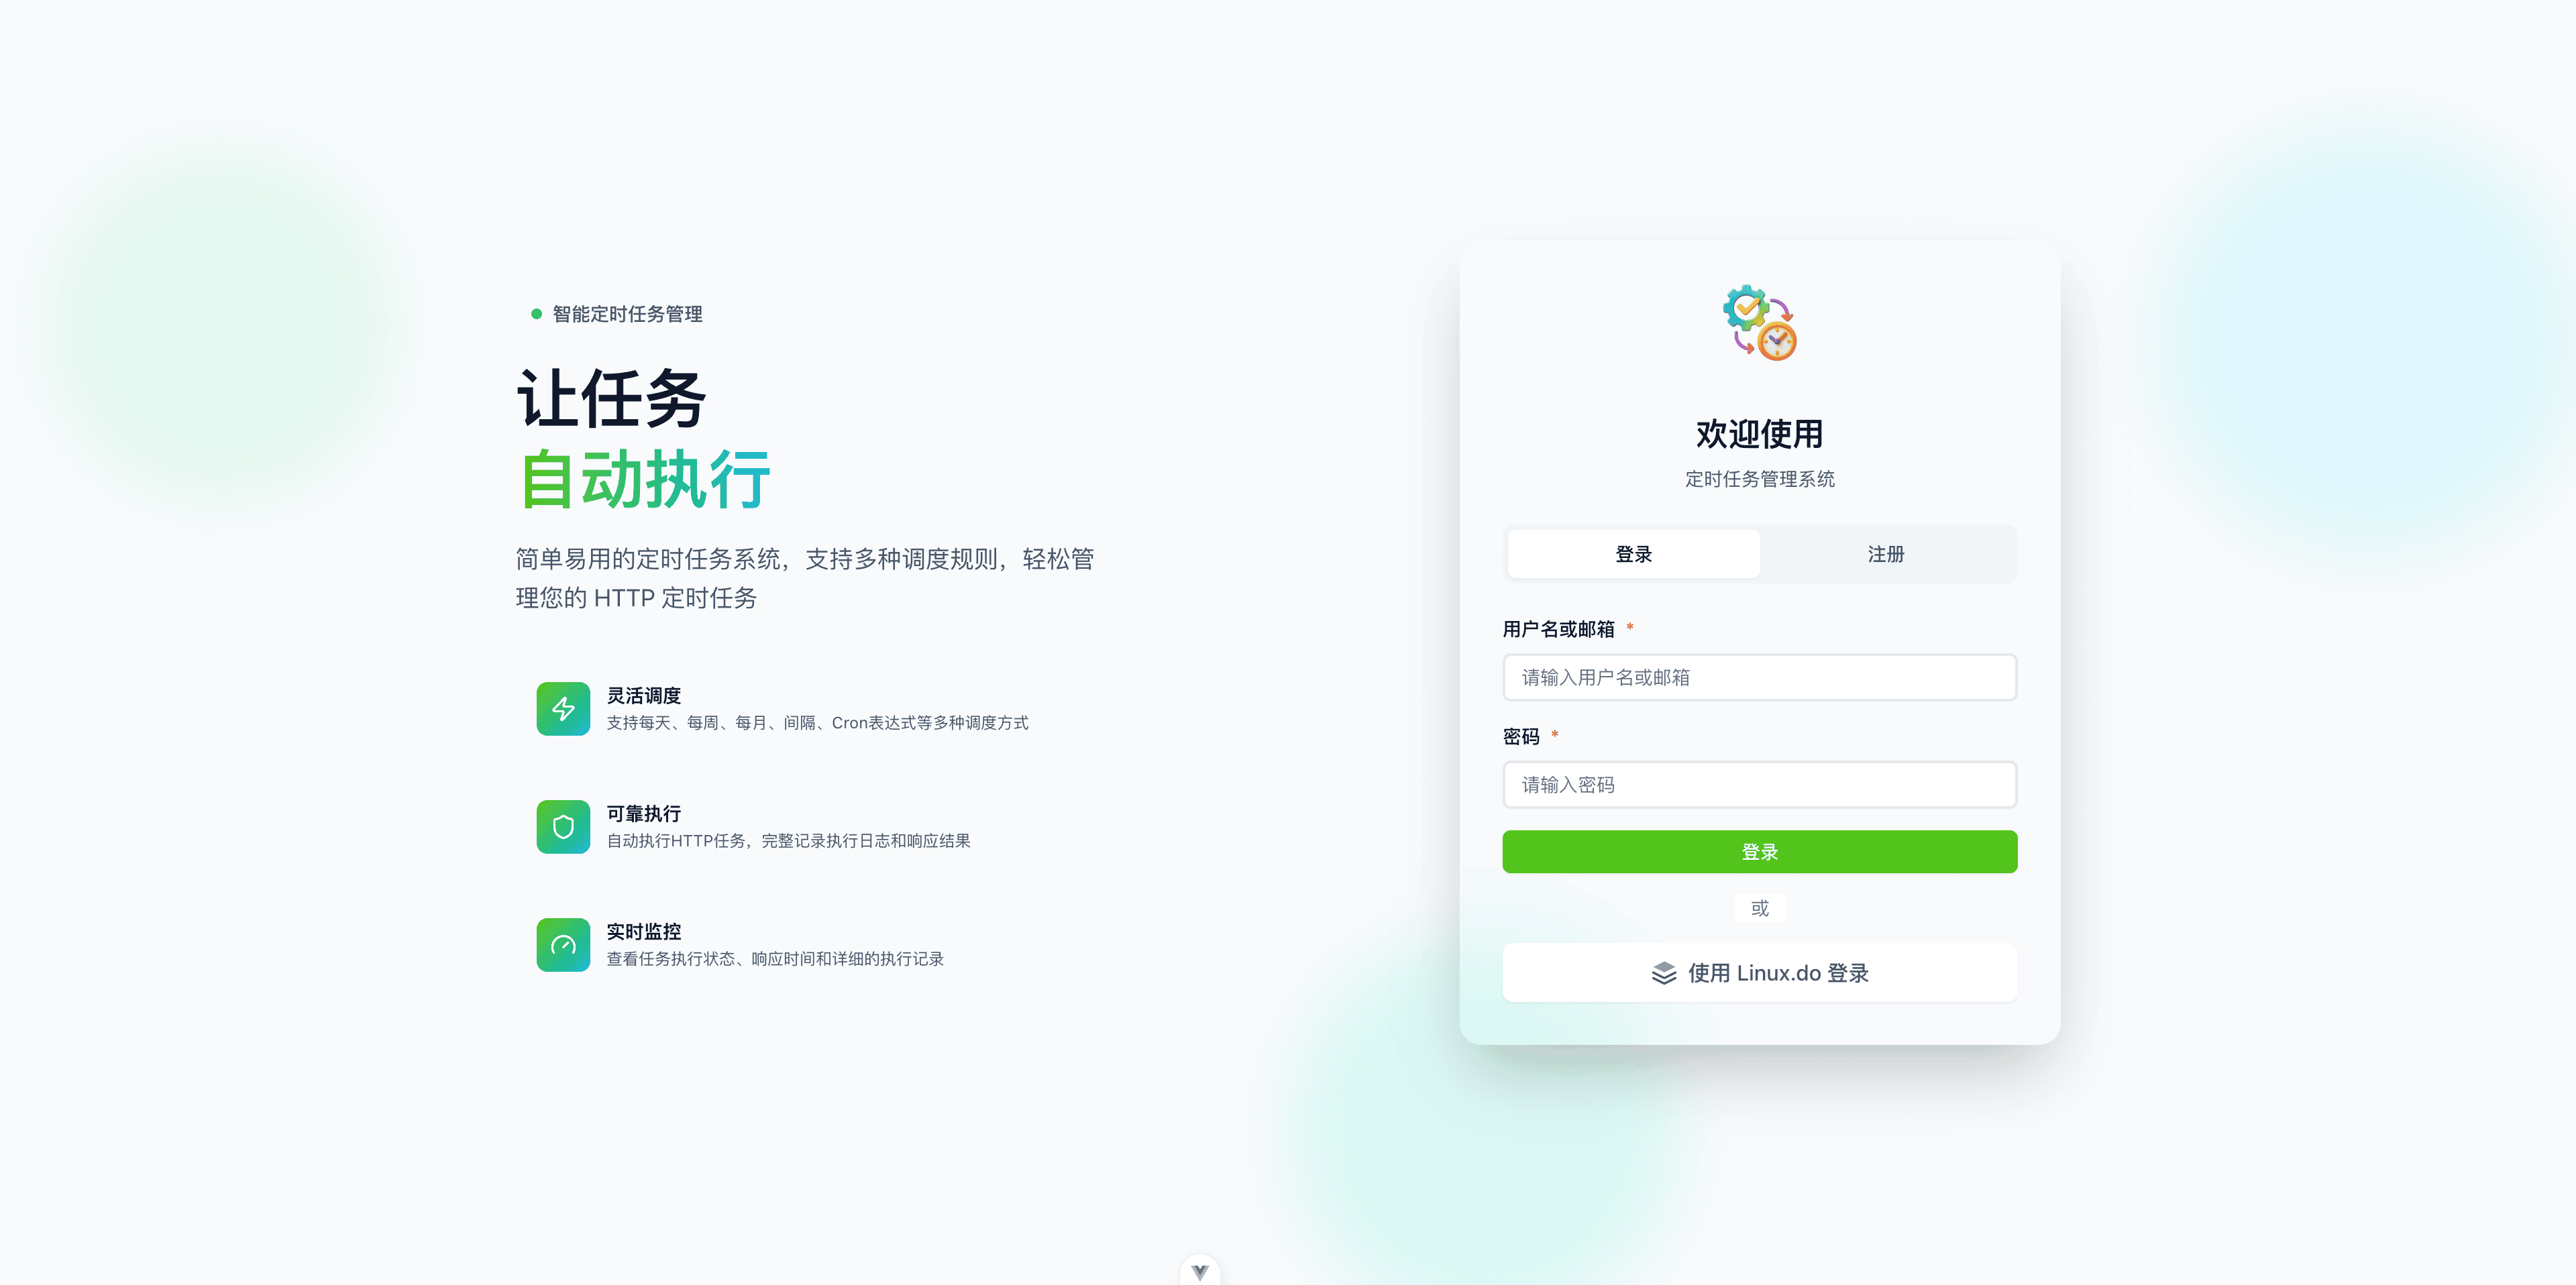 智能定时任务管理
让任务
自动执行
简单易用的定时任务系统，支持多种调度规则，轻松管
理您的 HTTP 定时任务
灵活调度
支持每天、每周、每月、间隔、Cron表达式等多种调度方式
可靠执行
自动执行HTTP任务，完整记录执行日志和响应结果
实时监控
查看任务执行状态、响应时间和详细的执行记录
欢迎使用
定时任务管理系统
登录
注册
用户名或邮箱 *
请输入用户名或邮箱
密码 *
请输入密码
登录
或
使用 Linux.do 登录